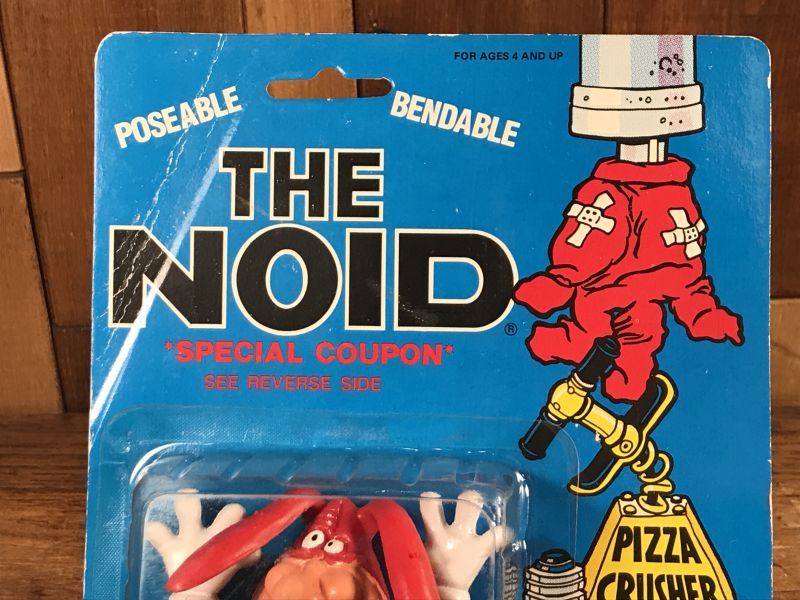 FOR AGES 4 AND UP
POSEABLE
BENDABLE
THE
NOID®
*SPECIAL COUPON*
SEE REVERSE SIDE
PIZZA
CRUSHER